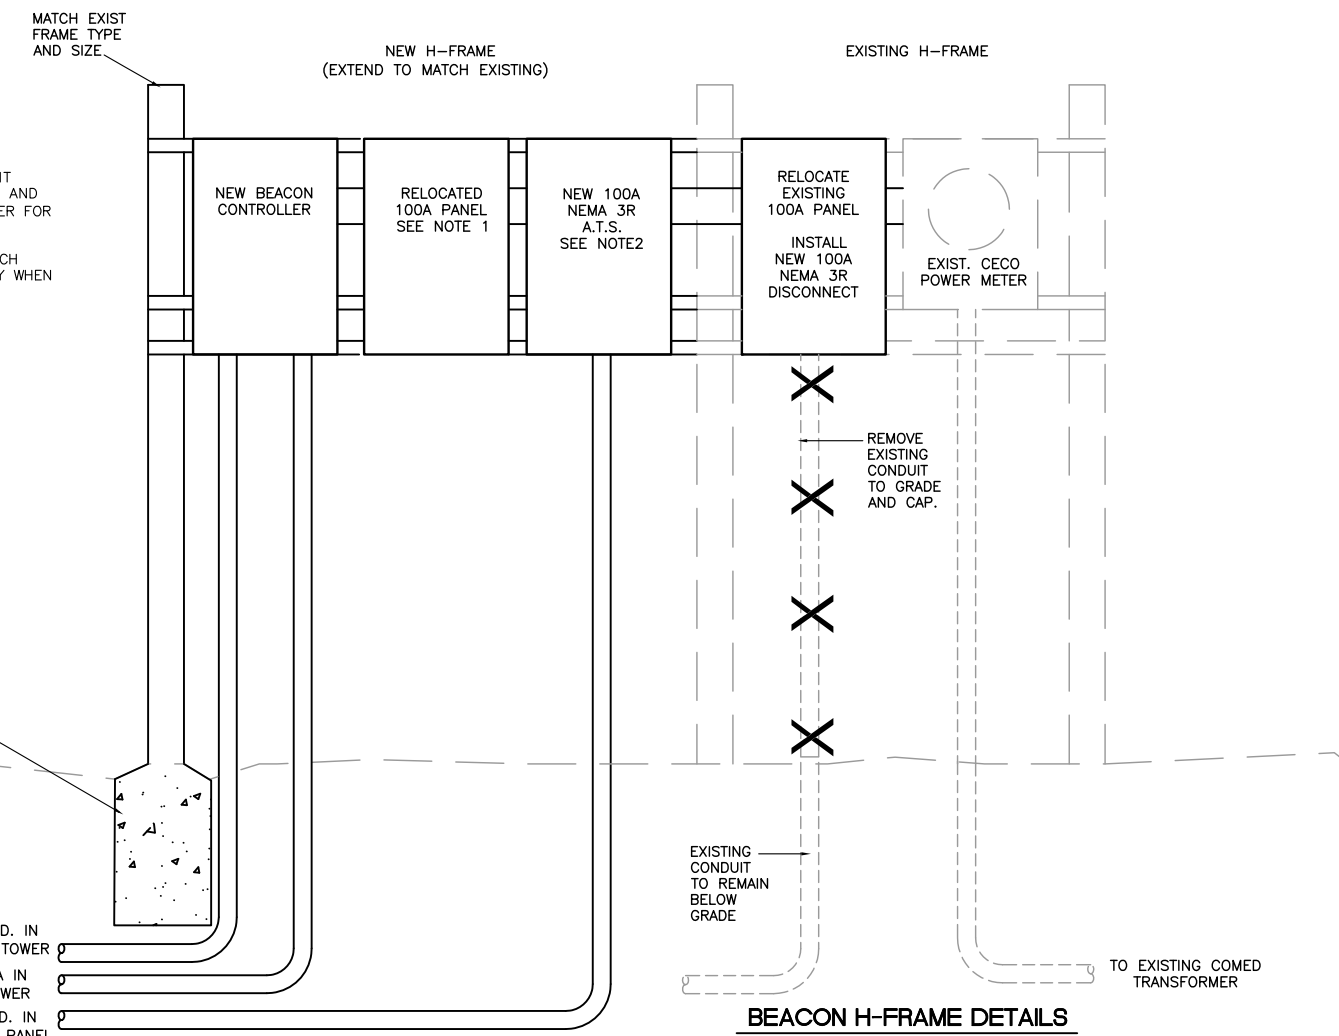 MATCH EXIST
FRAME TYPE
AND SIZE
NEW H-FRAME
(EXTEND TO MATCH EXISTING)
EXISTING H-FRAME
AND
FOR
WHEN
NEW BEACON
CONTROLLER
RELOCATED
100A PANEL
SEE NOTE 1
NEW 100A
NEMA 3R
A.T.S.
SEE NOTE2
RELOCATE
EXISTING
100A PANEL
INSTALL
NEW 100A
NEMA 3R
DISCONNECT
EXIST. CECO
POWER METER
REMOVE
EXISTING
CONDUIT
TO GRADE
AND CAP.
EXISTING
CONDUIT
TO REMAIN
BELOW
GRADE
D. IN
TOWER
A IN
WER
D. IN
PANEL
TO EXISTING COMED
TRANSFORMER
BEACON H-FRAME DETAILS